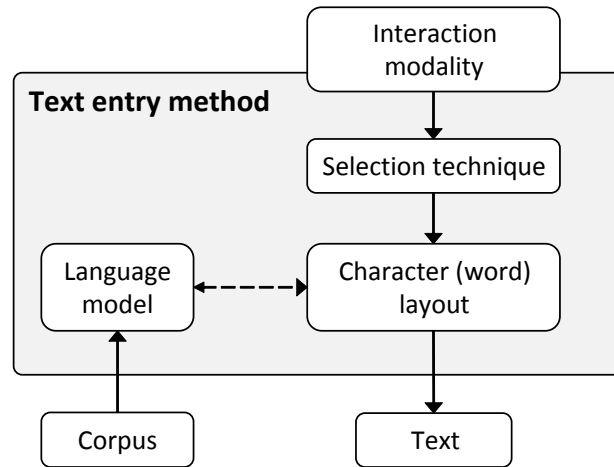 Interaction
modality
Text entry method
Selection technique
Language
model
Character (word)
layout
Corpus
Text